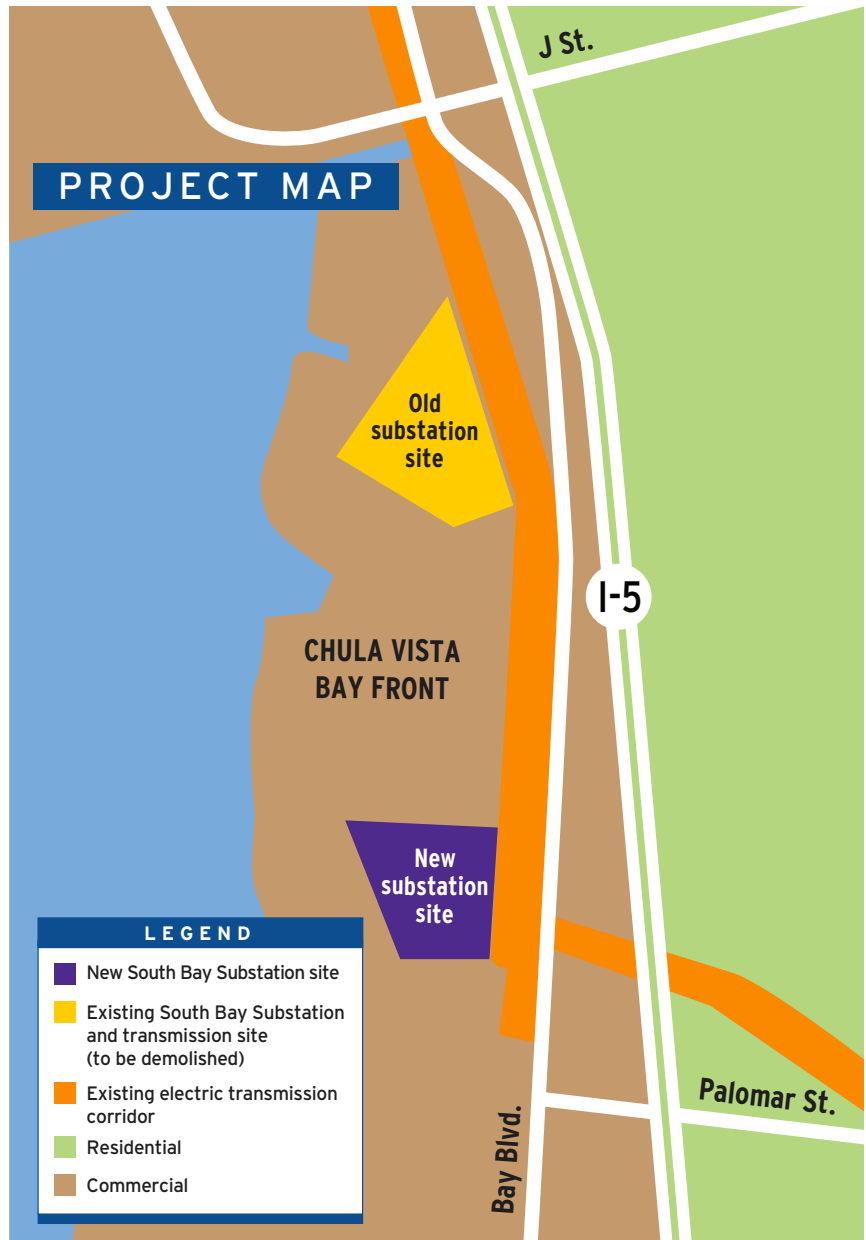 J St.
PROJECT MAP
Old
substation
site
I-5
CHULA VISTA
BAY FRONT
New
substation
site
LEGEND
New South Bay Substation site
Existing South Bay Substation
and transmission site
(to be demolished)
Existing electric transmission
corridor
Residential
Commercial
Palomar St.
Bay Blvd.